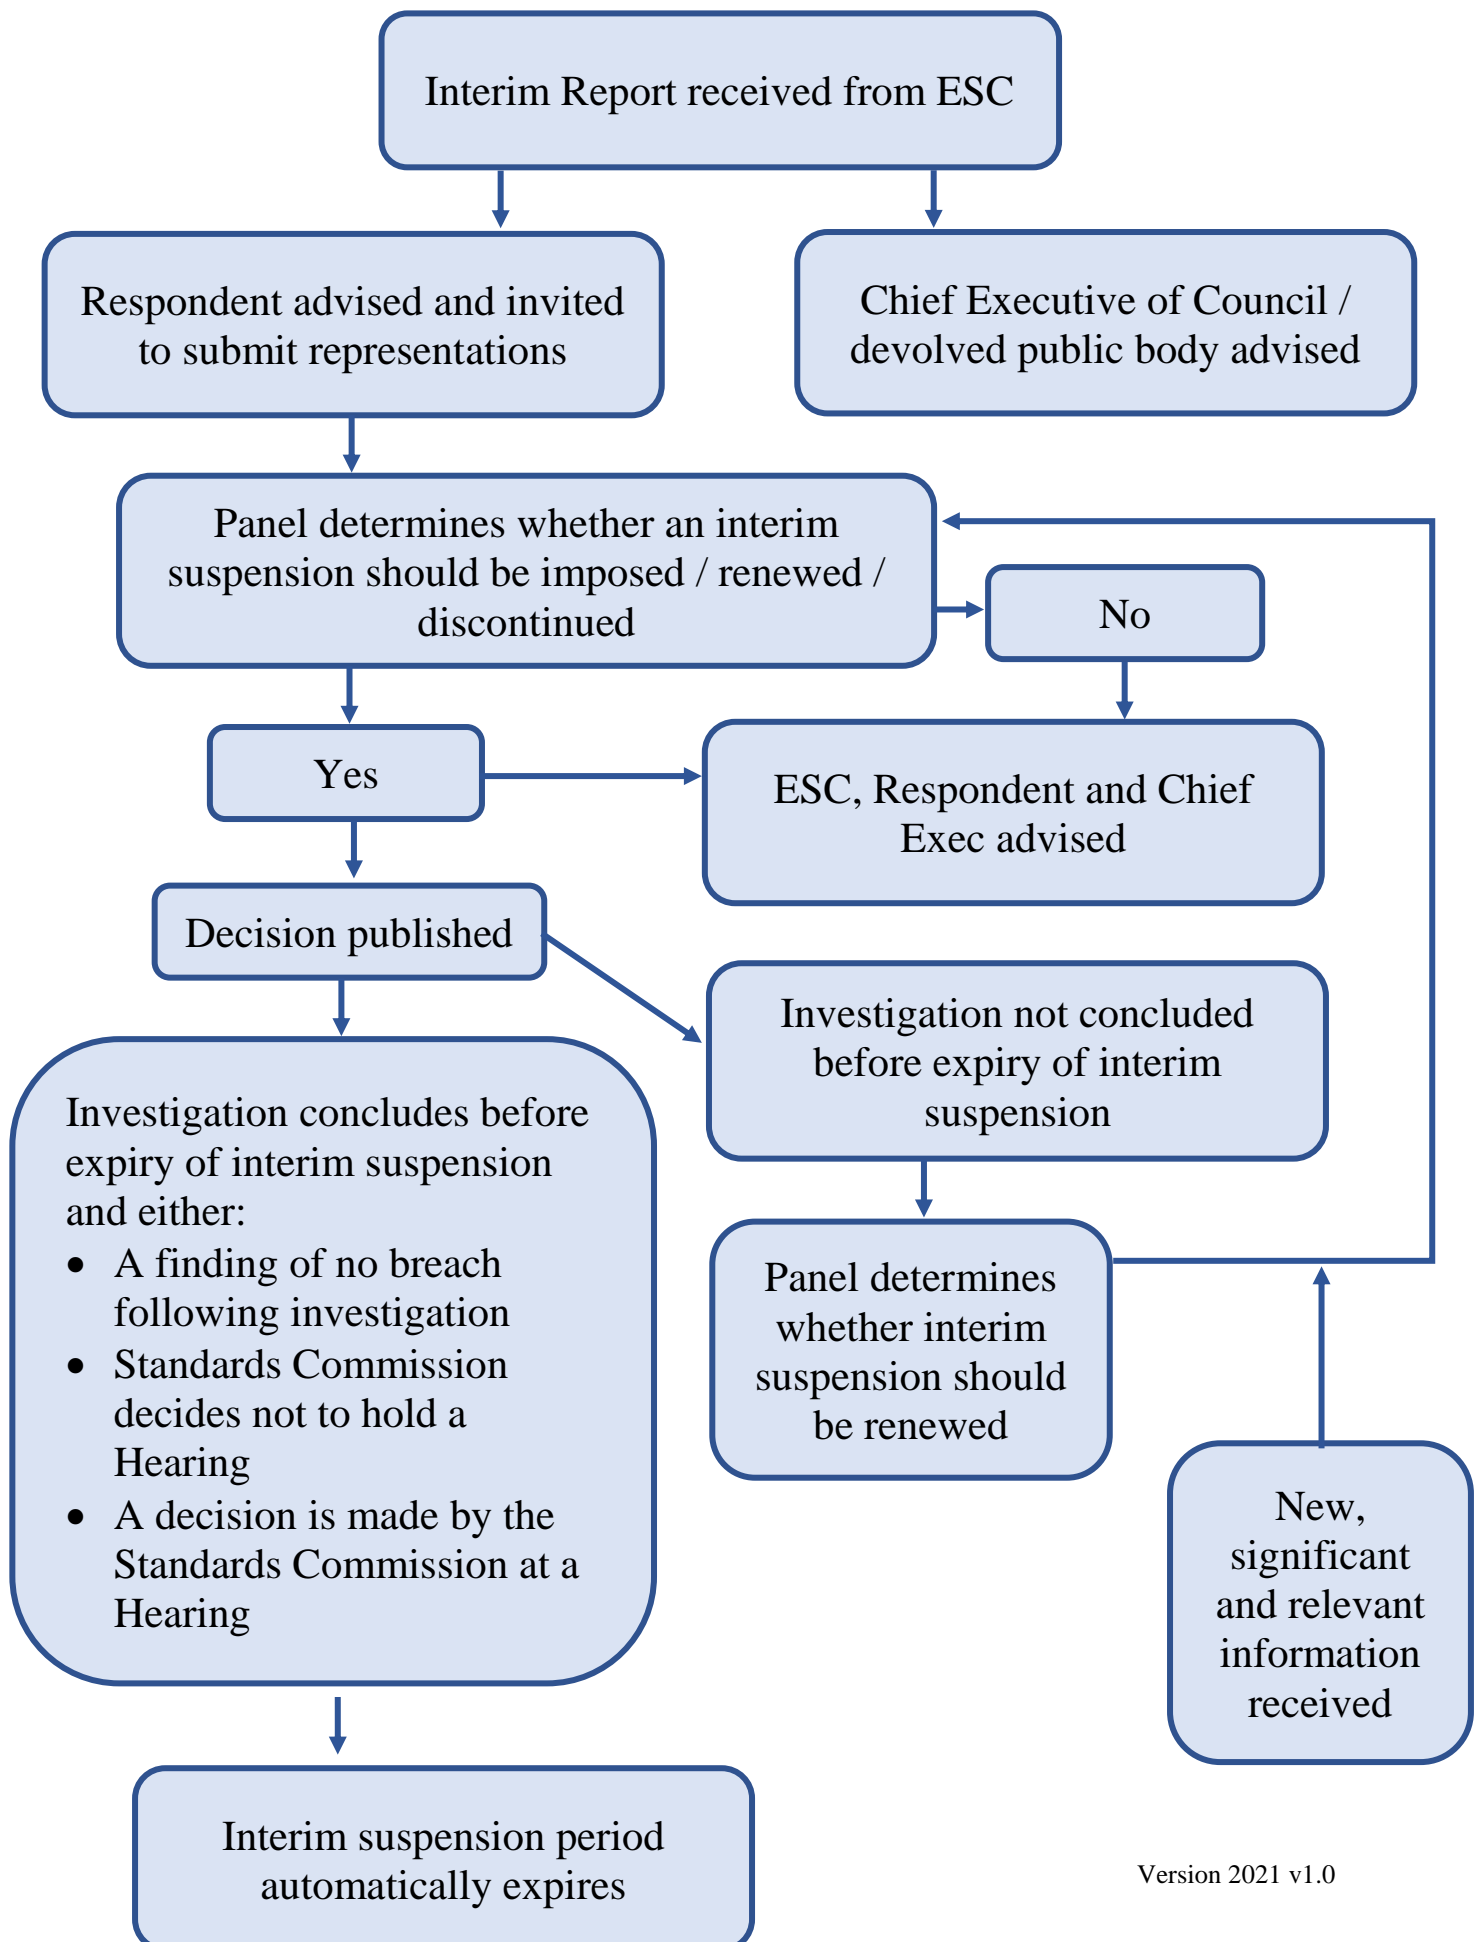 Interim Report received from ESC
Respondent advised and invited
to submit representations
Chief Executive of Council /
devolved public body advised
Panel determines whether an interim
suspension should be imposed / renewed /
discontinued
No
Yes
ESC, Respondent and Chief
Exec advised
Decision published
Investigation not concluded
before expiry of interim
suspension
Investigation concludes before
expiry of interim suspension
and either:
• A finding of no breach
following investigation
• Standards Commission
decides not to hold a
Hearing
• A decision is made by the
Standards Commission at a
Hearing
Panel determines
whether interim
suspension should
be renewed
New,
significant
and relevant
information
received
Interim suspension period
automatically expires
Version 2021 v1.0